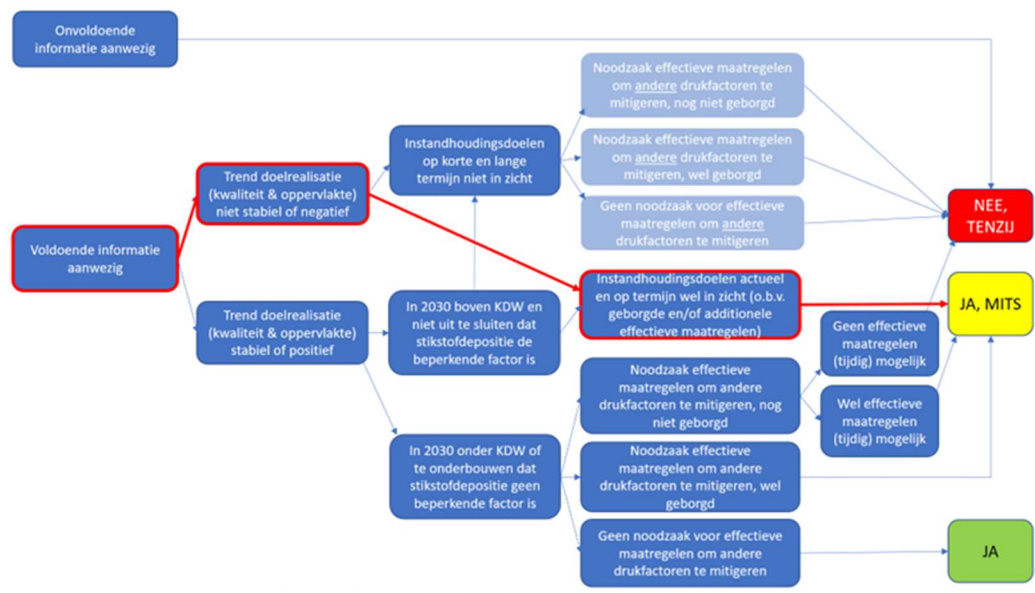 Onvoldoende
informatie aanwezig
Voldoende informatie
aanwezig
Trend doelrealisatie
(kwaliteit & oppervlakte)
niet stabiel of negatief
Trend doelrealisatie
(kwaliteit & oppervlakte)
stabiel of positief
Instandhoudingsdoelen
op korte en lange
termijn niet in zicht
In 2030 boven KDW en
niet uit te sluiten dat
stikstofdepositie de
beperkende factor is
In 2030 onder KDW of
te onderbouwen dat
stikstofdepositie geen
beperkende factor is
Noodzaak effectieve maatregelen
om andere drukfactoren te
mitigeren, nog niet geborgd
Noodzaak effectieve maatregelen
om andere drukfactoren te
mitigeren, wel geborgd
Geen noodzaak voor effectieve
maatregelen om andere
drukfactoren te mitigeren
Instandhoudingsdoelen actueel
en op termijn wel in zicht (o.b.v.
geborgde en/of additionele
effectieve maatregelen)
Noodzaak effectieve
maatregelen om andere
drukfactoren te mitigeren, nog
niet geborgd
Noodzaak effectieve
maatregelen om andere
drukfactoren te mitigeren, wel
geborgd
Geen noodzaak voor effectieve
maatregelen om andere
drukfactoren te mitigeren
Geen effectieve
maatregelen
(tijdig) mogelijk
Wel effectieve
maatregelen
(tijdig) mogelijk
NEE,
TENZIJ
JA, MITS
JA